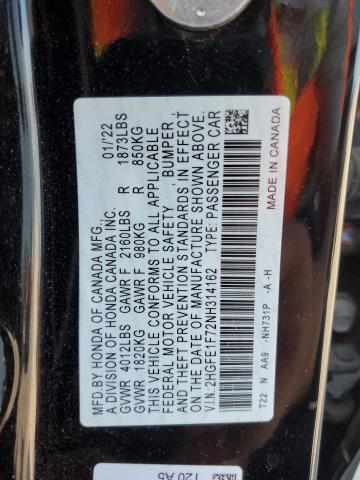 MFD BY HONDA OF CANADA MFG., 01/'22
A DIVISION OF HONDA CANADA INC.
GVWR 4012LBS GAWR F 2160LBS R 1873LBS
GVWR 1820KG GAWR F 980KG R 850KG
THIS VEHICLE CONFORMS TO ALL APPLICABLE
FEDERAL MOTOR VEHICLE SAFETY , BUMPER ,
AND THEFT PREVENTION STANDARDS IN EFFECT
ON THE DATE OF MANUFACTURE SHOWN ABOVE.
V.I.N.:2HGFE1F72NH314162 TYPE: PASSENGER CAR
T22 N AA9 -NH731P -A -H
MADE IN CANADA
120 A5